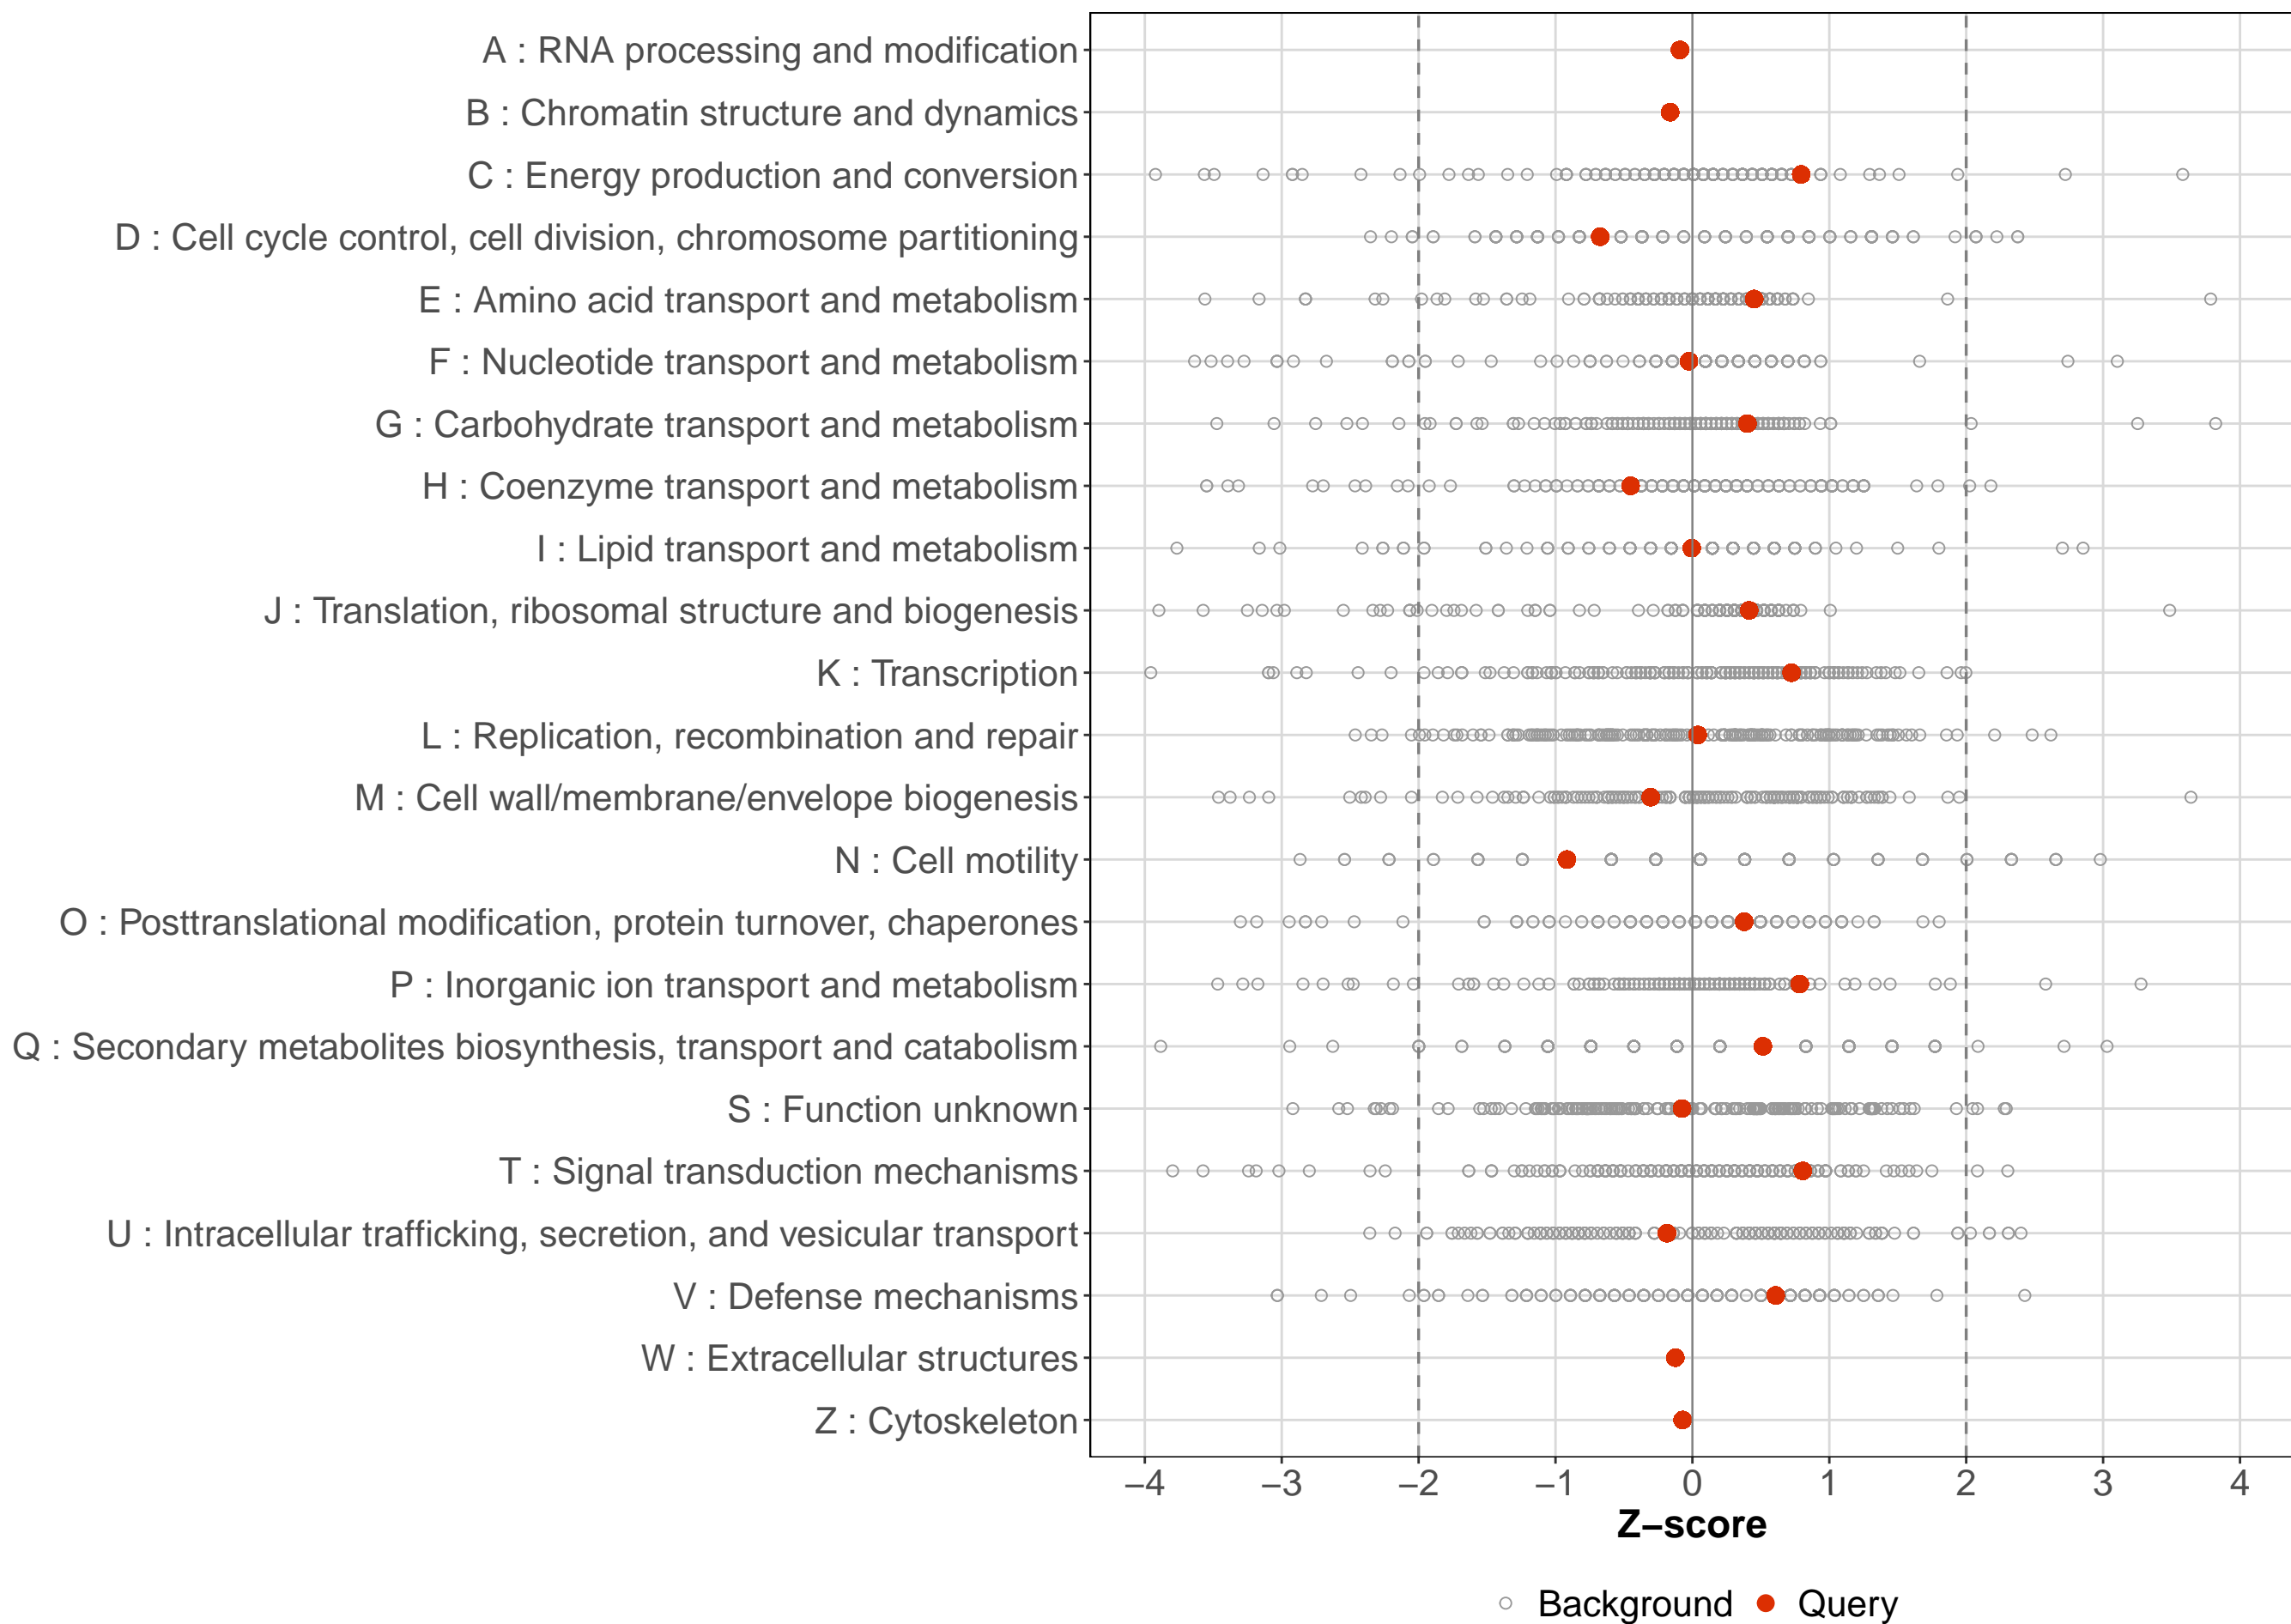 A : RNA processing and modification
B : Chromatin structure and dynamics
C : Energy production and conversion
D : Cell cycle control, cell division, chromosome partitioning
E : Amino acid transport and metabolism
F : Nucleotide transport and metabolism
G : Carbohydrate transport and metabolism
H : Coenzyme transport and metabolism
I : Lipid transport and metabolism
J : Translation, ribosomal structure and biogenesis
K : Transcription
L : Replication, recombination and repair
M : Cell wall/membrane/envelope biogenesis
N : Cell motility
O : Posttranslational modification, protein turnover, chaperones
P : Inorganic ion transport and metabolism
Q : Secondary metabolites biosynthesis, transport and catabolism
S : Function unknown
T : Signal transduction mechanisms
U : Intracellular trafficking, secretion, and vesicular transport
V : Defense mechanisms
W : Extracellular structures
Z : Cytoskeleton
−4 −3 −2 −1 0 1 2 3 4
Z−score
Background Query